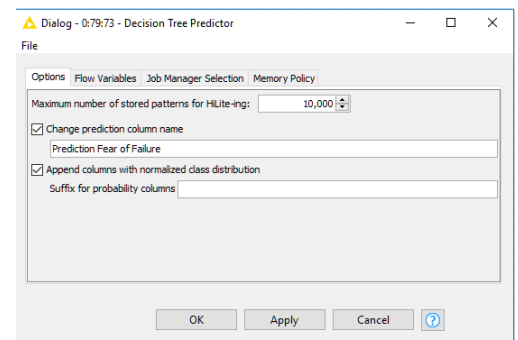 Dialog - 0:79:73 - Decision Tree Predictor
File
Options Flow Variables Job Manager Selection Memory Policy
Maximum number of stored patterns for HiLite-ing: 10,000
Change prediction column name
Prediction Fear of Failure
Append columns with normalized class distribution
Suffix for probability columns
OK Apply Cancel ?